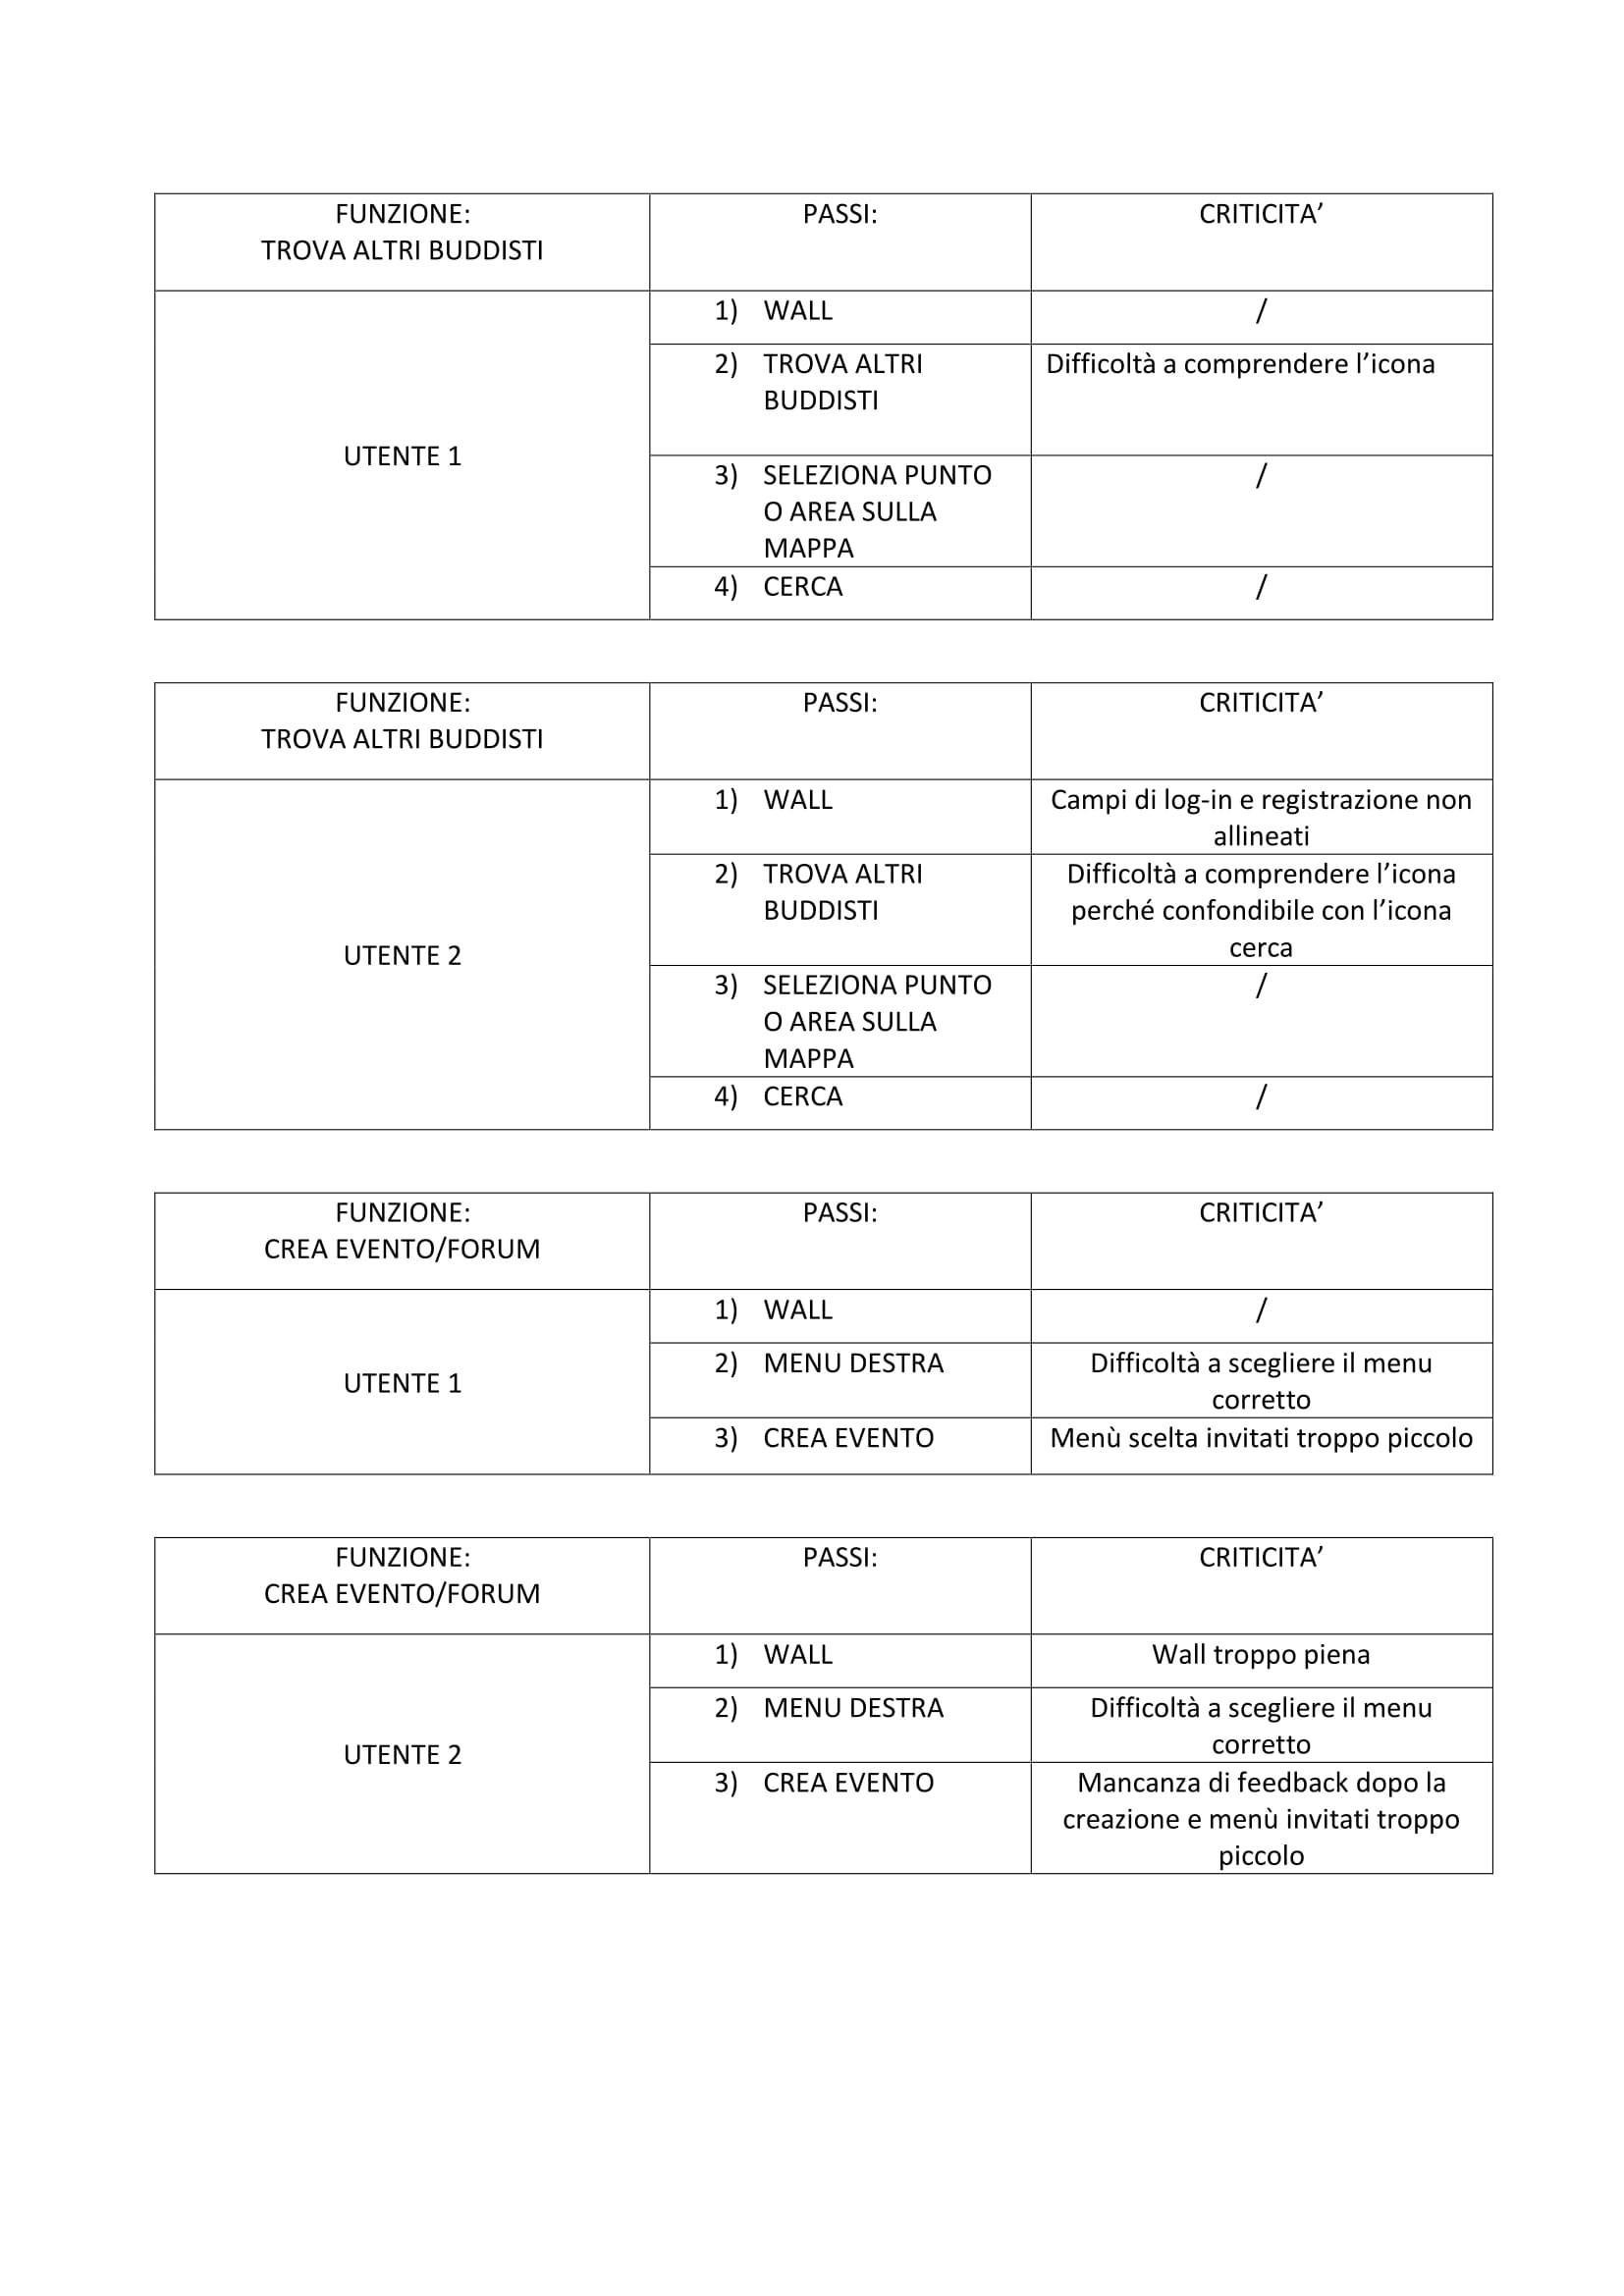 FUNZIONE:
TROVA ALTRI BUDDISTI
PASSI:
CRITICITA’
UTENTE 1
1) WALL
/
2) TROVA ALTRI
BUDDISTI
Difficoltà a comprendere l’icona
3) SELEZIONA PUNTO
O AREA SULLA
MAPPA
/
4) CERCA
/
FUNZIONE:
TROVA ALTRI BUDDISTI
PASSI:
CRITICITA’
UTENTE 2
1) WALL
Campi di log-in e registrazione non
allineati
2) TROVA ALTRI
BUDDISTI
Difficoltà a comprendere l’icona
perché confondibile con l’icona
cerca
3) SELEZIONA PUNTO
O AREA SULLA
MAPPA
/
4) CERCA
/
FUNZIONE:
CREA EVENTO/FORUM
PASSI:
CRITICITA’
UTENTE 1
1) WALL
/
2) MENU DESTRA
Difficoltà a scegliere il menu
corretto
3) CREA EVENTO
Menù scelta invitati troppo piccolo
FUNZIONE:
CREA EVENTO/FORUM
PASSI:
CRITICITA’
UTENTE 2
1) WALL
Wall troppo piena
2) MENU DESTRA
Difficoltà a scegliere il menu
corretto
3) CREA EVENTO
Mancanza di feedback dopo la
creazione e menù invitati troppo
piccolo